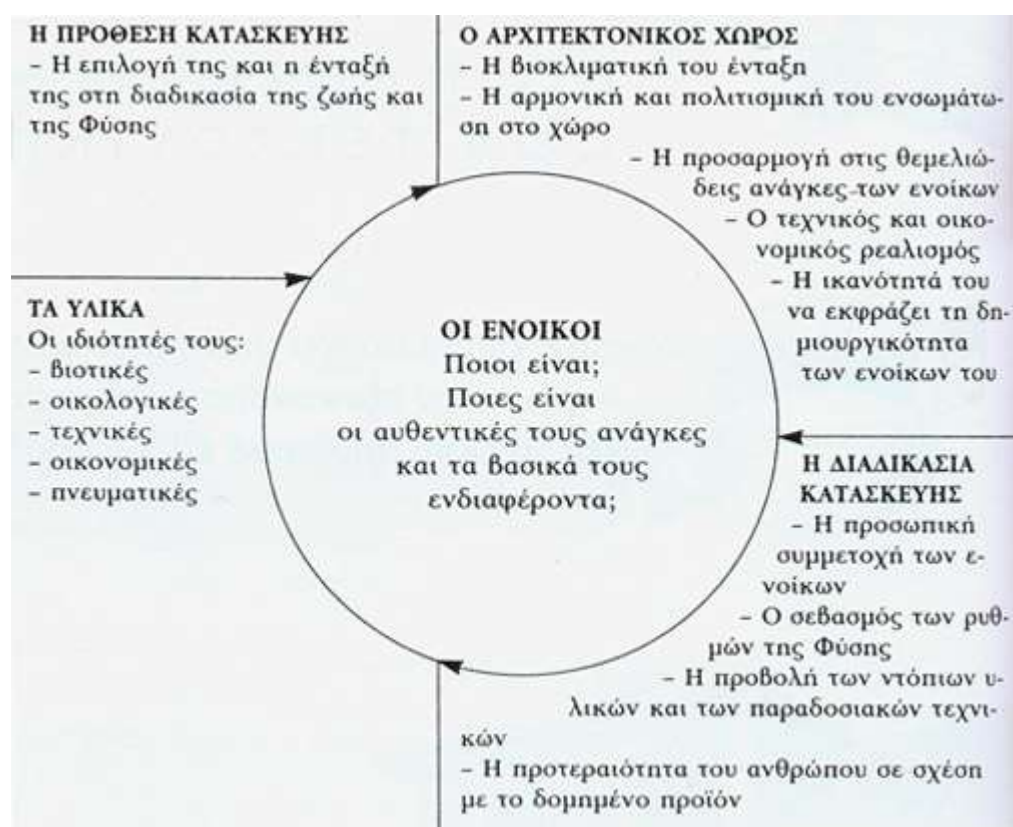 Η ΠΡΟΘΕΣΗ ΚΑΤΑΣΚΕΥΗΣ
– Η επιλογή της και η ένταξή
της στη διαδικασία της ζωής και
της Φύσης
Ο ΑΡΧΙΤΕΚΤΟΝΙΚΟΣ ΧΩΡΟΣ
– Η βιοκλιματική του ένταξη
– Η αρμονική και πολιτισμική του ενσωμάτω-
ση στο χώρο
– Η προσαρμογή στις θεμελιώ-
δεις ανάγκες των ενοίκων
– Ο τεχνικός και οικο-
νομικός ρεαλισμός
– Η ικανότητά του
να εκφράζει τη δη-
μιουργικότητα
των ενοίκων του
ΤΑ ΥΛΙΚΑ
Οι ιδιότητές τους:
– βιοτικές
– οικολογικές
– τεχνικές
– οικονομικές
– πνευματικές
ΟΙ ΕΝΟΙΚΟΙ
Ποιοι είναι;
Ποιες είναι
οι αυθεντικές τους ανάγκες
και τα βασικά τους
ενδιαφέροντα;
Η ΔΙΑΔΙΚΑΣΙΑ
ΚΑΤΑΣΚΕΥΗΣ
– Η προσωπική
συμμετοχή των ε-
νοίκων
– Ο σεβασμός των ρυθ-
μών της Φύσης
– Η προβολή των ντόπιων υ-
λικών και των παραδοσιακών τεχνι-
κών
– Η προτεραιότητα του ανθρώπου σε σχέση
με το δομημένο προϊόν